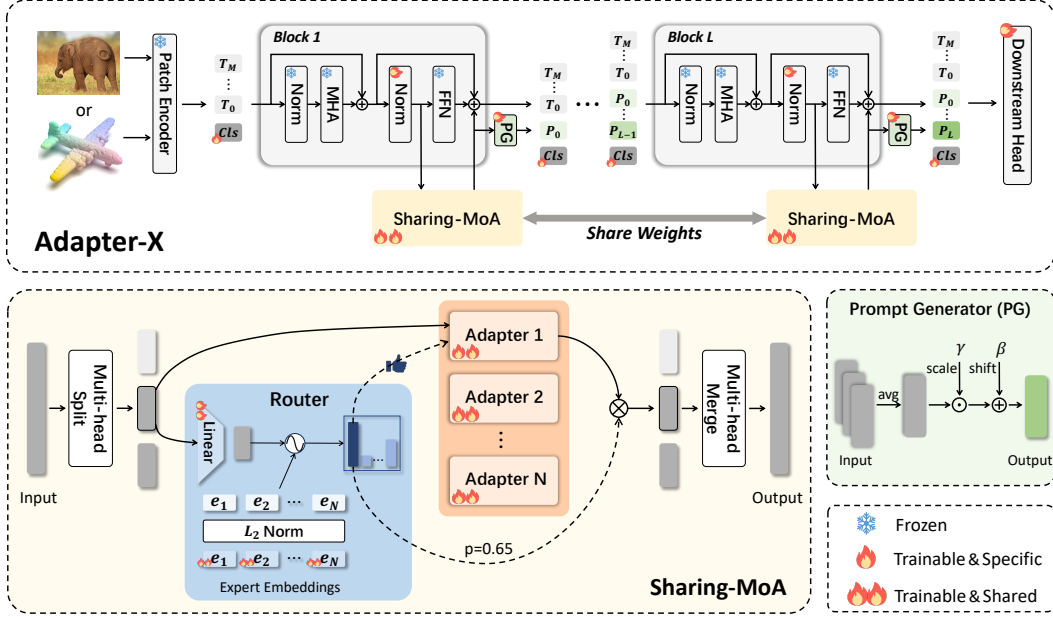 Block 1
Block L
or
Patch Encoder
T_M
⋮
T_0
Cls
Norm
MHA
Norm
FFN
PG
T_M
⋮
T_0
P_0
Cls
···
T_M
⋮
T_0
P_0
⋮
P_{L−1}
Cls
Norm
MHA
Norm
FFN
PG
T_M
⋮
T_0
P_0
⋮
P_L
Cls
Downstream Head
Sharing-MoA
Share Weights
Sharing-MoA
Adapter-X
Input
Multi-head
Split
Router
Linear
e_1 e_2 ··· e_N
L_2 Norm
e_1 e_2 ··· e_N
Expert Embeddings
Adapter 1
Adapter 2
⋮
Adapter N
p=0.65
Multi-head
Merge
Output
Sharing-MoA
Prompt Generator (PG)
γ β
scale shift
avg
Input
Output
Frozen
Trainable & Specific
Trainable & Shared